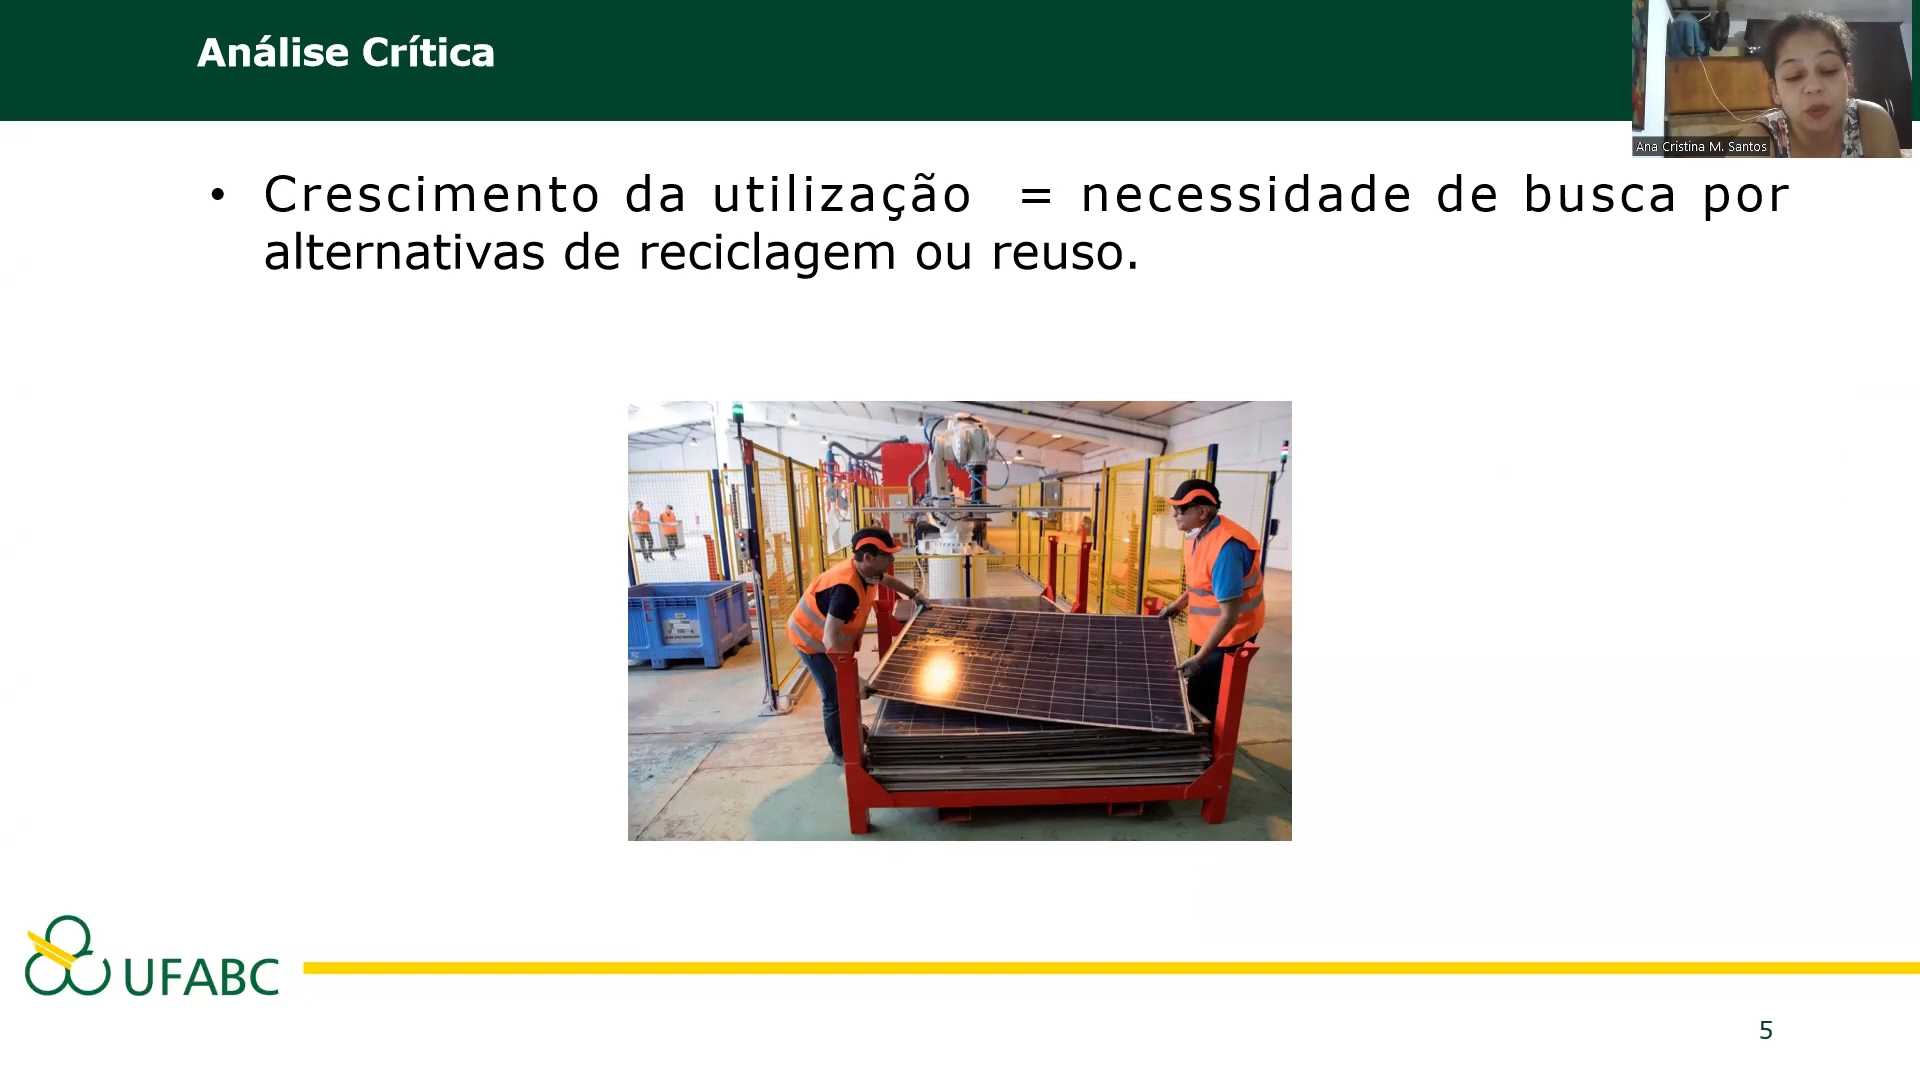 Análise Crítica
Ana Cristina M. Santos
• Crescimento da utilização = necessidade de busca por
alternativas de reciclagem ou reuso.
UFABC
5